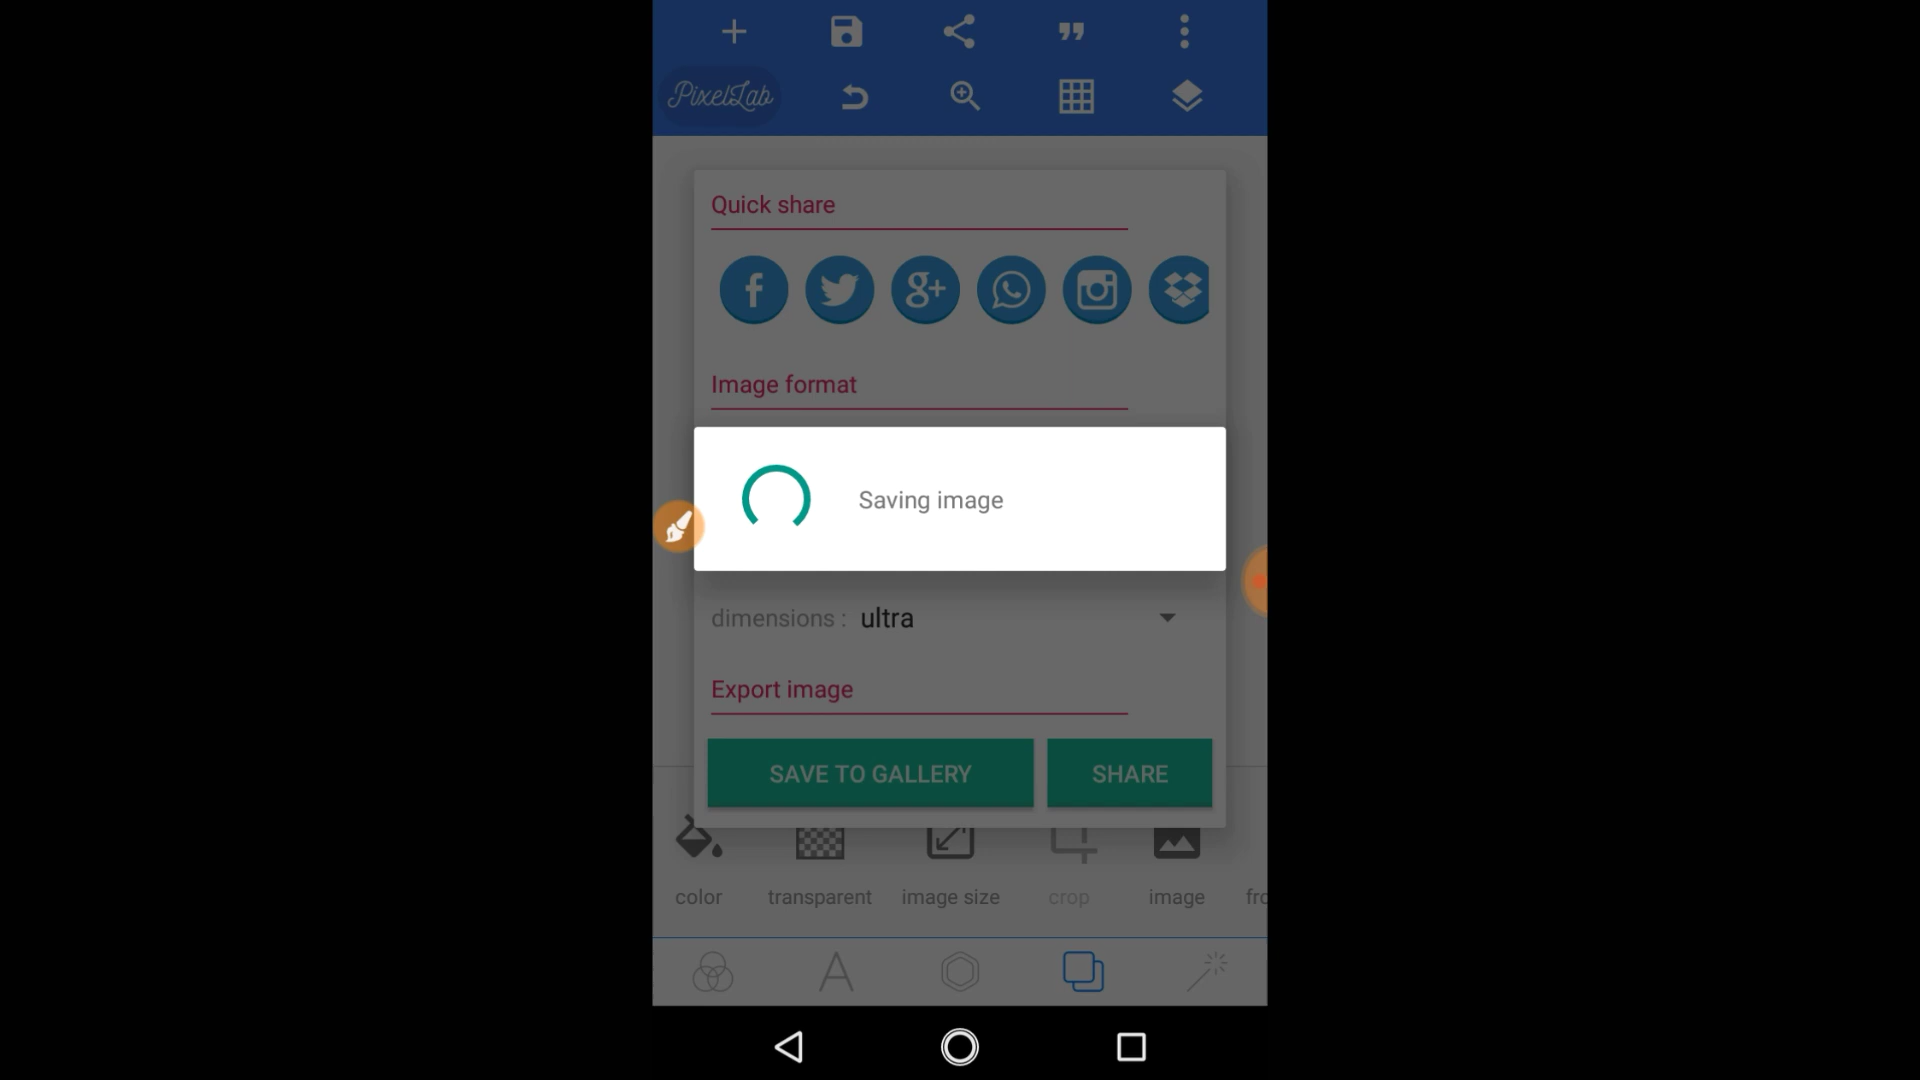 PixelLab
Quick share
Image format
Saving image
dimensions : ultra
Export image
SAVE TO GALLERY SHARE
color transparent image size crop image fro